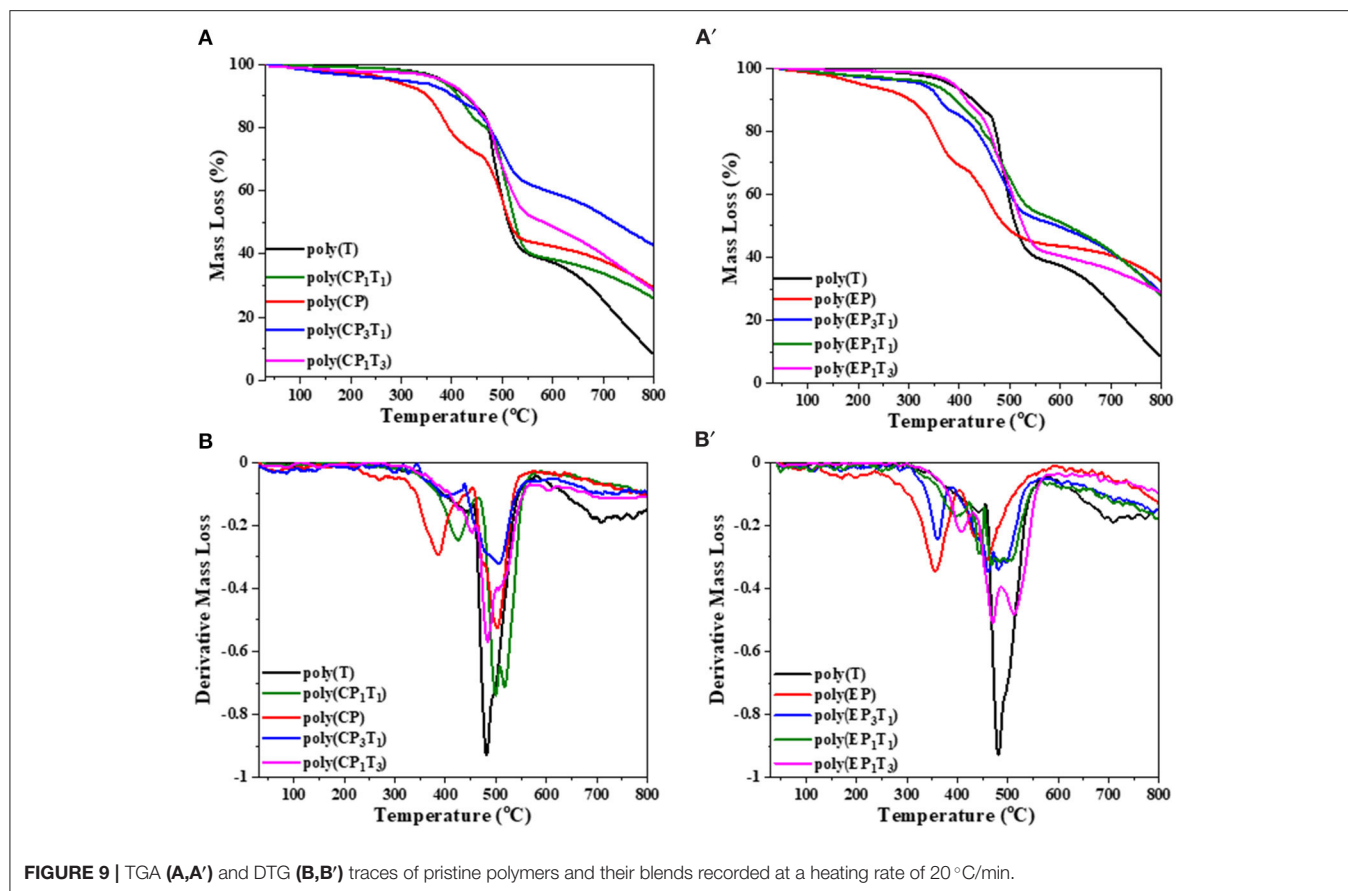 A
Mass Loss (%)
100
80
60
40
20
0
poly(T)
poly(CP₁T₁)
poly(CP)
poly(CP₃T₁)
poly(CP₁T₃)
100 200 300 400 500 600 700 800
Temperature (°C)
A′
Mass Loss (%)
100
80
60
40
20
0
poly(T)
poly(EP)
poly(EP₃T₁)
poly(EP₁T₁)
poly(EP₁T₃)
100 200 300 400 500 600 700 800
Temperature (°C)
B
Derivative Mass Loss
0
-0.2
-0.4
-0.6
-0.8
-1
poly(T)
poly(CP₁T₁)
poly(CP)
poly(CP₃T₁)
poly(CP₁T₃)
100 200 300 400 500 600 700 800
Temperature (°C)
B′
Derivative Mass Loss
0
-0.2
-0.4
-0.6
-0.8
-1
poly(T)
poly(EP)
poly(EP₃T₁)
poly(EP₁T₁)
poly(EP₁T₃)
100 200 300 400 500 600 700 800
Temperature (°C)
FIGURE 9 | TGA (A,A′) and DTG (B,B′) traces of pristine polymers and their blends recorded at a heating rate of 20 °C/min.